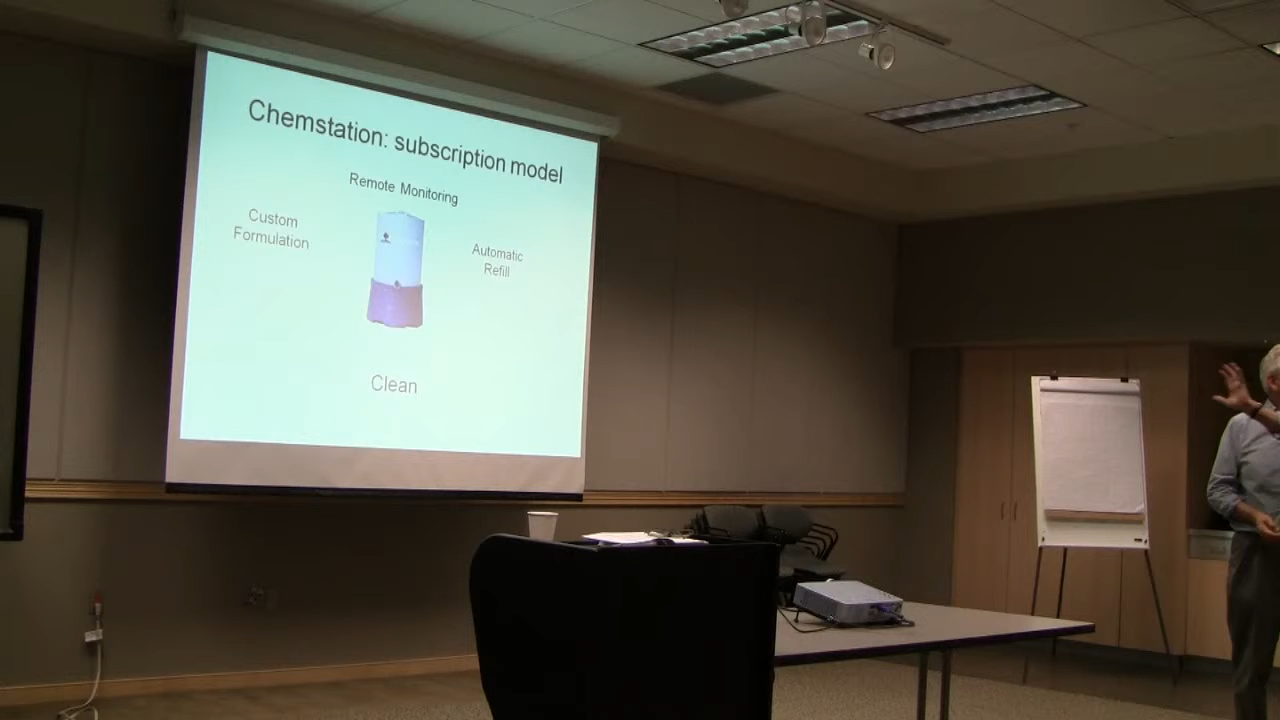 Chemstation: subscription model
Remote Monitoring
Custom
Formulation
Automatic
Refill
Clean